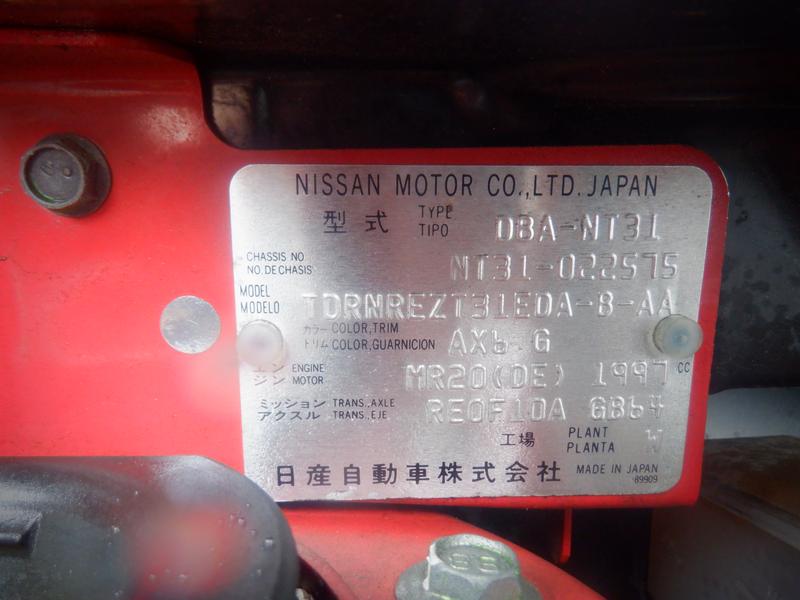 NISSAN MOTOR CO.,LTD. JAPAN
型式 TYPE TIPO DBA-NT31
CHASSIS NO NO. DE CHASIS NT31-022575
MODEL MODELO TDRNREZT31EDA-B-AA
カラー COLOR, TRIM
トリム COLOR, GUARNICION AX6 G
エンジン ENGINE MOTOR MR20(DE) 1997 CC
ミッション TRANS., AXLE
アクスル TRANS., EJE RE0F10A GB64
工場 PLANT PLANTA W
日産自動車株式会社 MADE IN JAPAN
89909